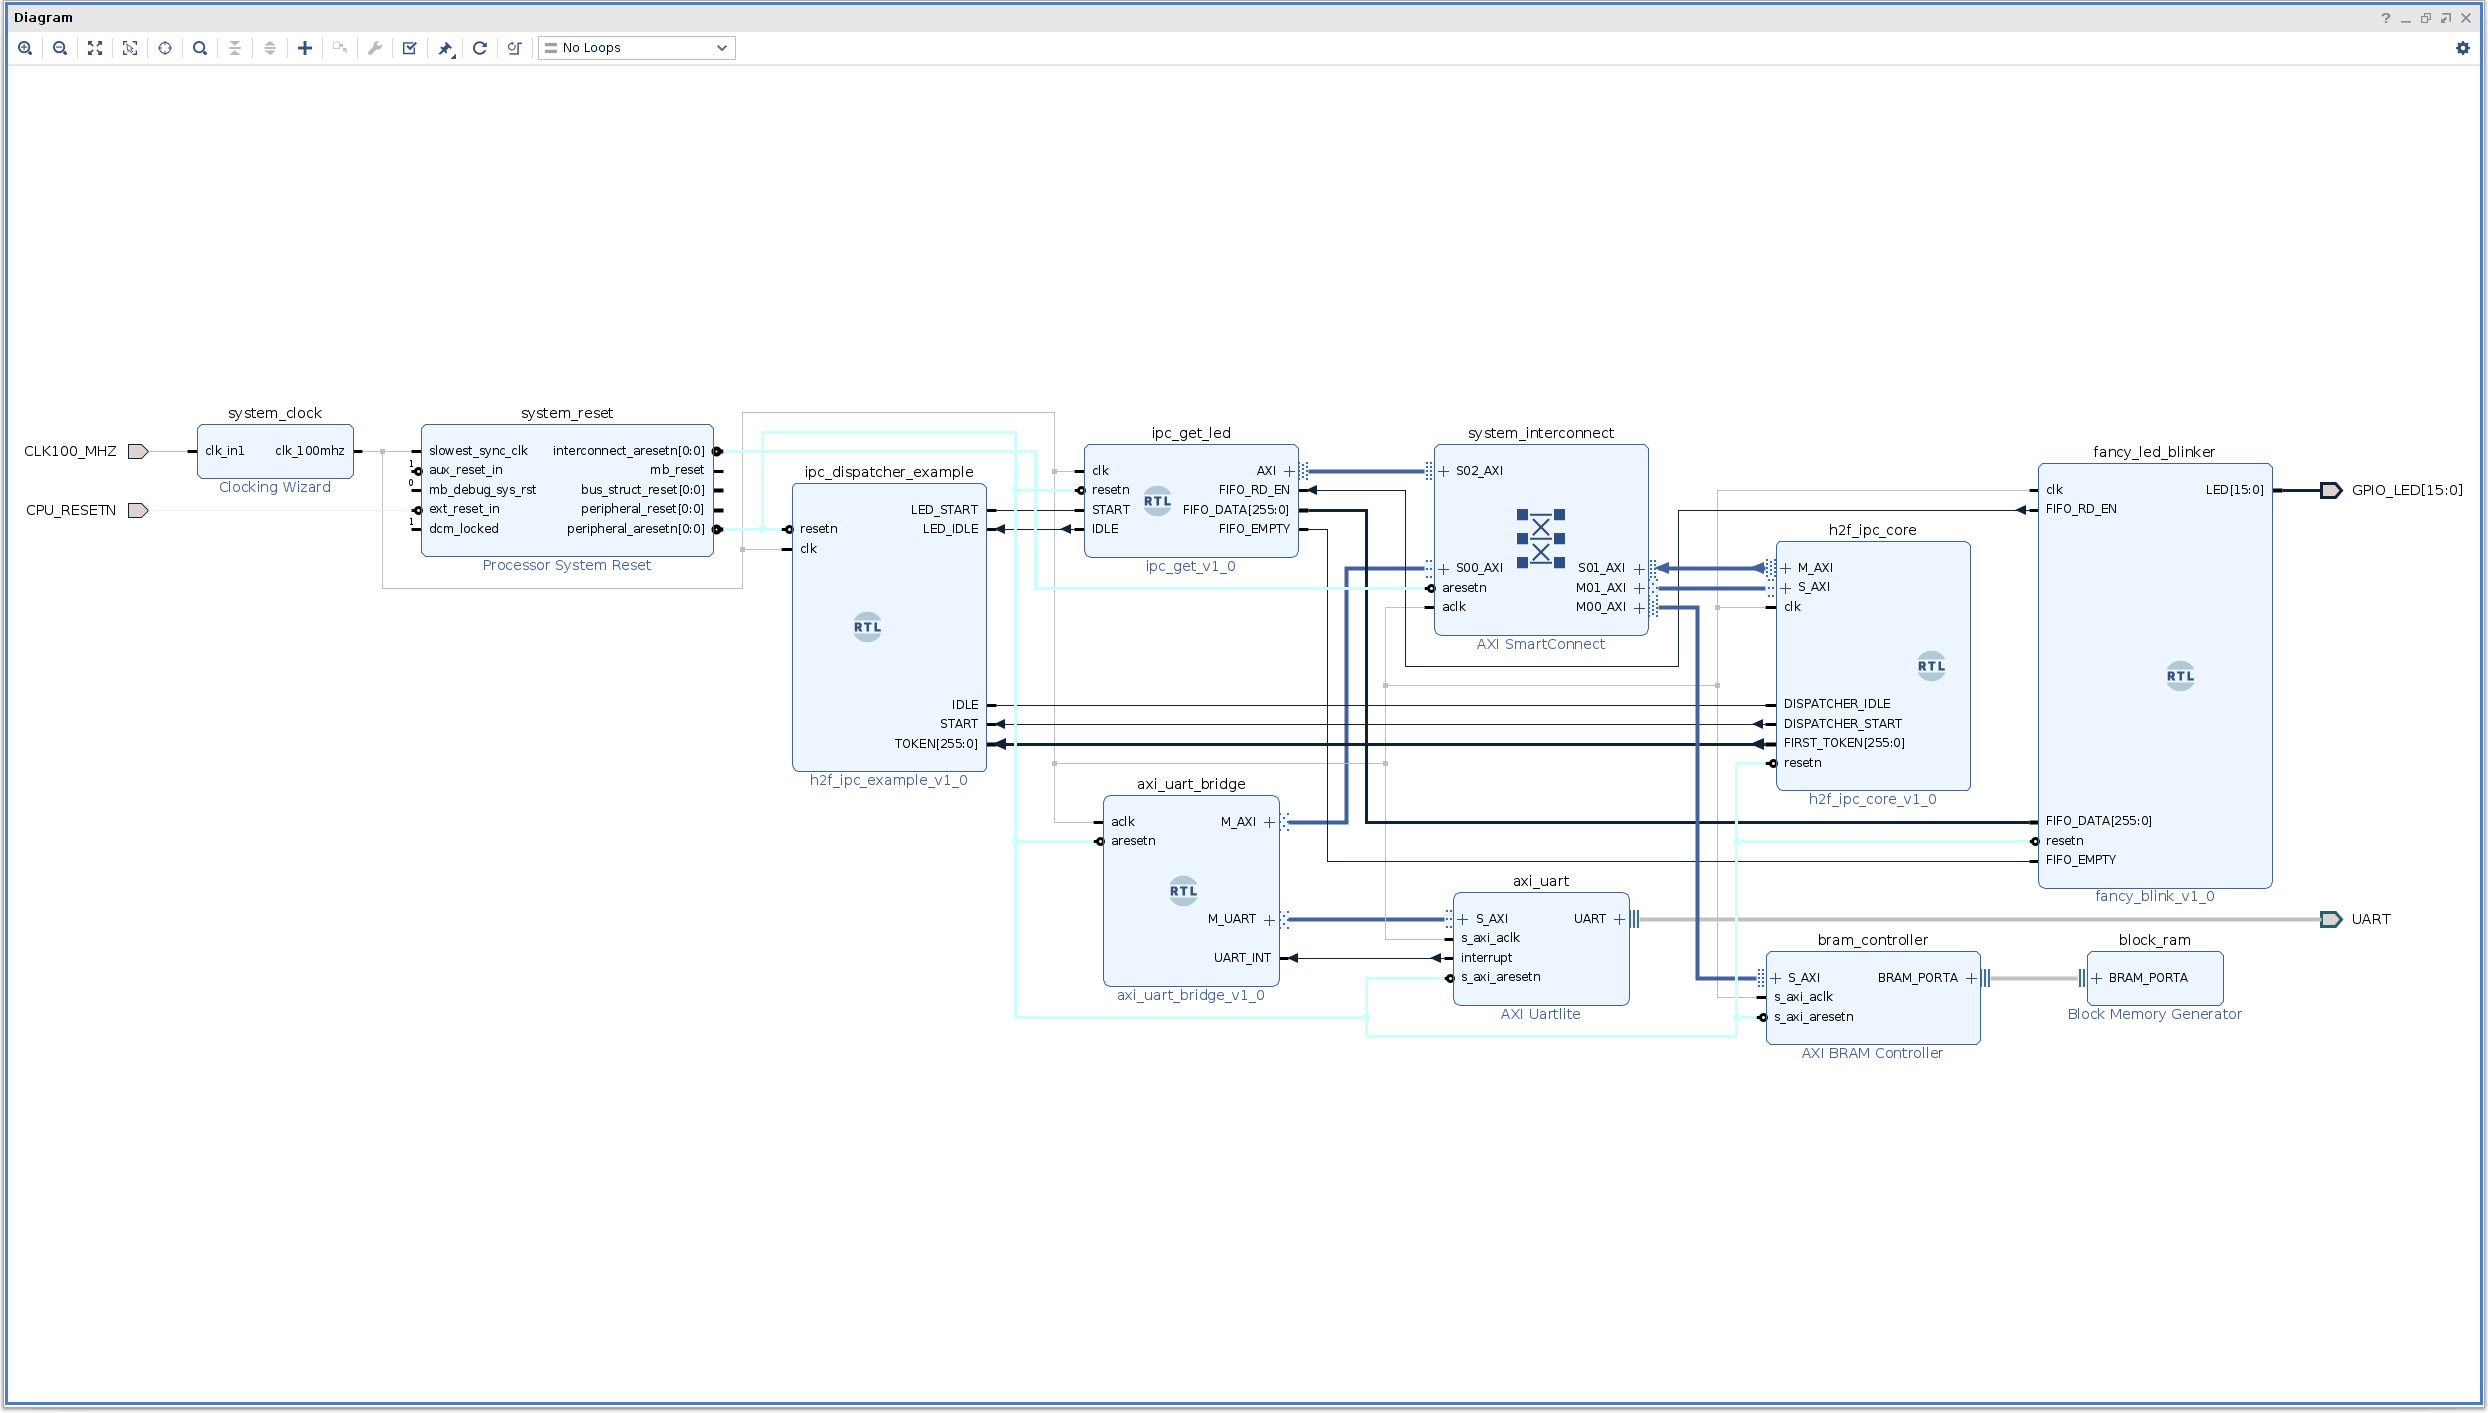 Diagram
No Loops
CLK100_MHZ
CPU_RESETN
system_clock
clk_in1 clk_100mhz
Clocking Wizard
system_reset
slowest_sync_clk interconnect_aresetn[0:0]
1
aux_reset_in mb_reset
0
mb_debug_sys_rst bus_struct_reset[0:0]
ext_reset_in peripheral_reset[0:0]
1
dcm_locked peripheral_aresetn[0:0]
Processor System Reset
ipc_dispatcher_example
LED_START
resetn LED_IDLE
clk
RTL
IDLE
START
TOKEN[255:0]
h2f_ipc_example_v1_0
ipc_get_led
clk AXI
resetn FIFO_RD_EN
START FIFO_DATA[255:0]
IDLE FIFO_EMPTY
RTL
ipc_get_v1_0
axi_uart_bridge
aclk M_AXI
aresetn
RTL
M_UART
UART_INT
axi_uart_bridge_v1_0
system_interconnect
S02_AXI
S00_AXI S01_AXI
aresetn M01_AXI
aclk M00_AXI
AXI SmartConnect
axi_uart
S_AXI UART
s_axi_aclk
interrupt
s_axi_aresetn
AXI Uartlite
h2f_ipc_core
M_AXI
S_AXI
clk
RTL
DISPATCHER_IDLE
DISPATCHER_START
FIRST_TOKEN[255:0]
resetn
h2f_ipc_core_v1_0
bram_controller
S_AXI BRAM_PORTA
s_axi_aclk
s_axi_aresetn
AXI BRAM Controller
fancy_led_blinker
clk LED[15:0]
FIFO_RD_EN
RTL
FIFO_DATA[255:0]
resetn
FIFO_EMPTY
fancy_blink_v1_0
block_ram
BRAM_PORTA
Block Memory Generator
GPIO_LED[15:0]
UART